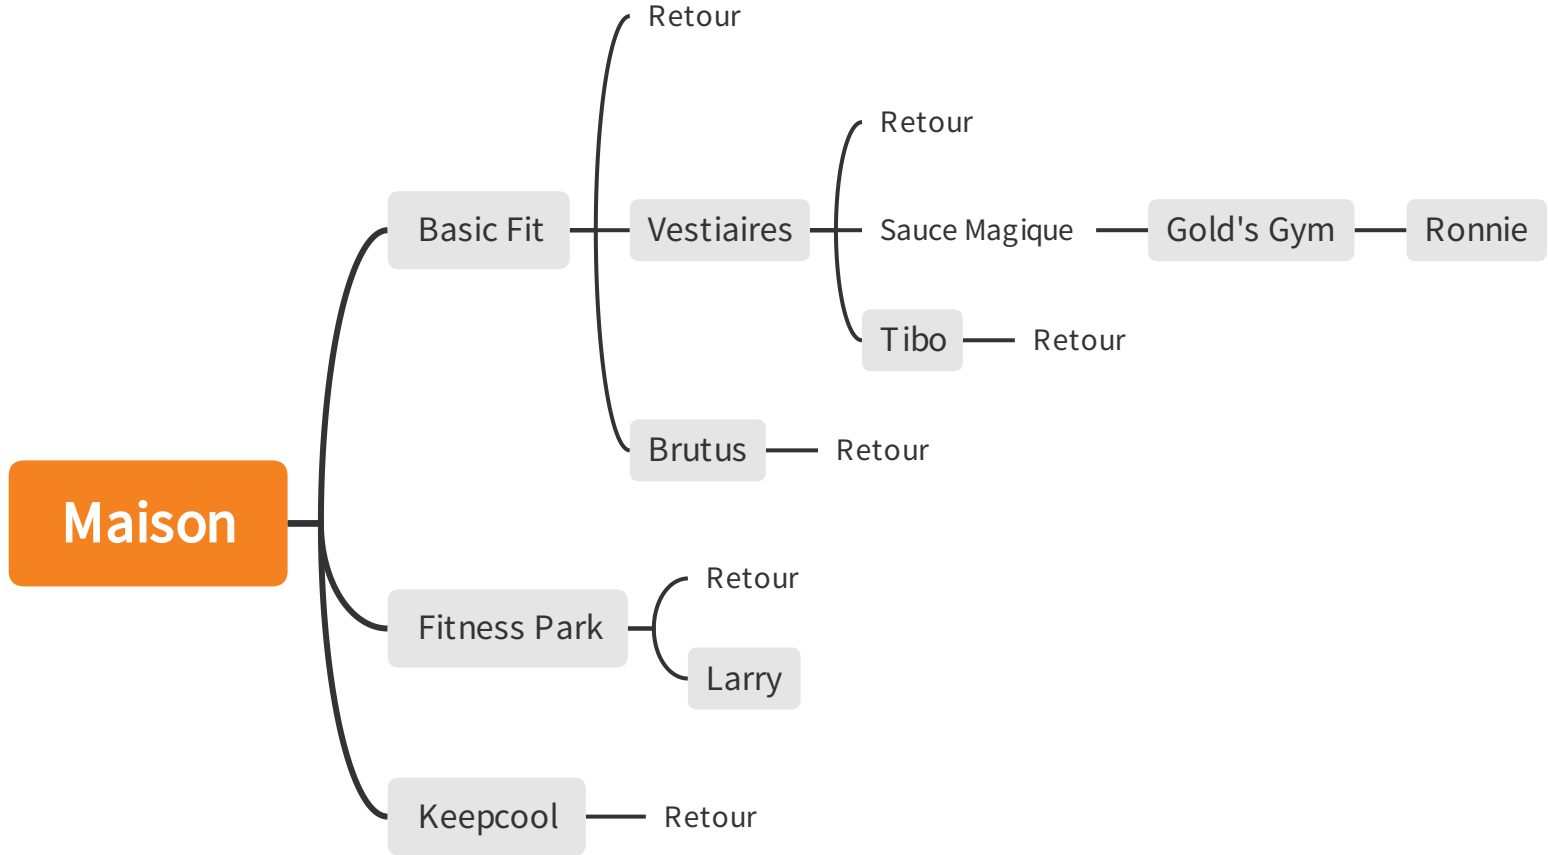 Retour
Retour
Basic Fit
Vestiaires
Sauce Magique
Gold's Gym
Ronnie
Tibo
Retour
Brutus
Retour
Maison
Retour
Fitness Park
Larry
Keepcool
Retour